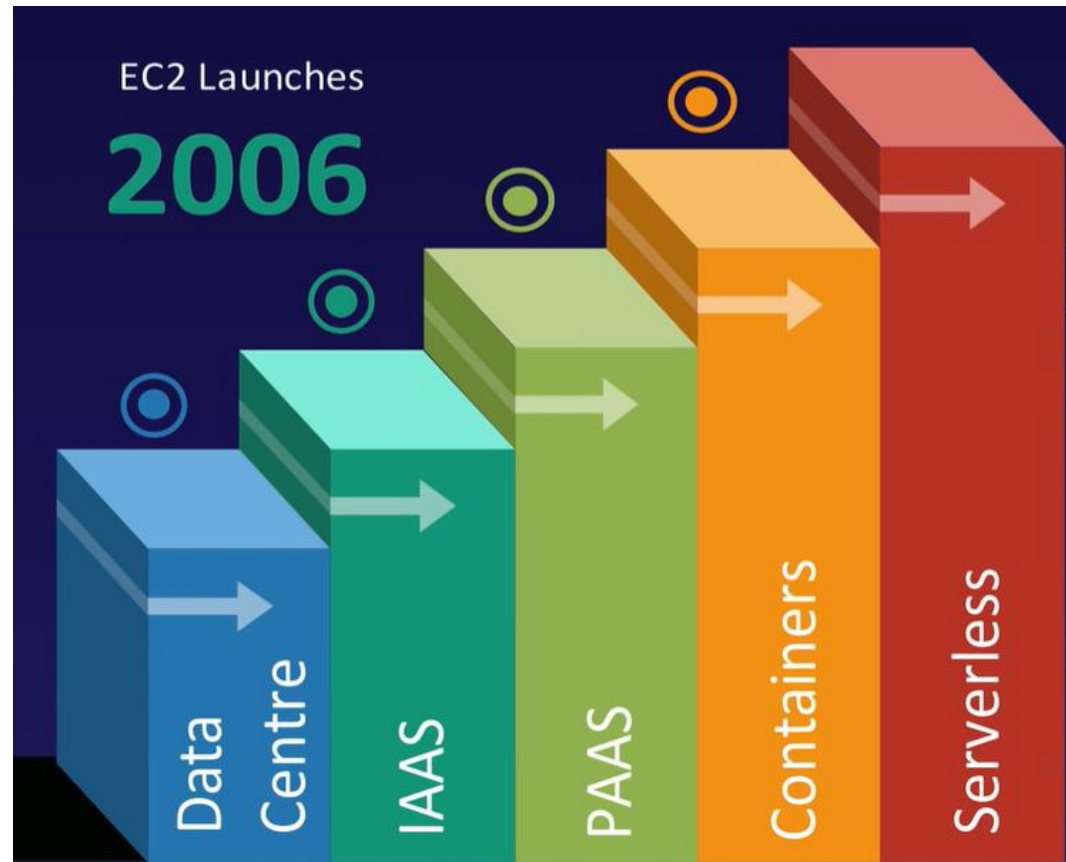 EC2 Launches
2006
Data
Centre
IAAS
PAAS
Containers
Serverless